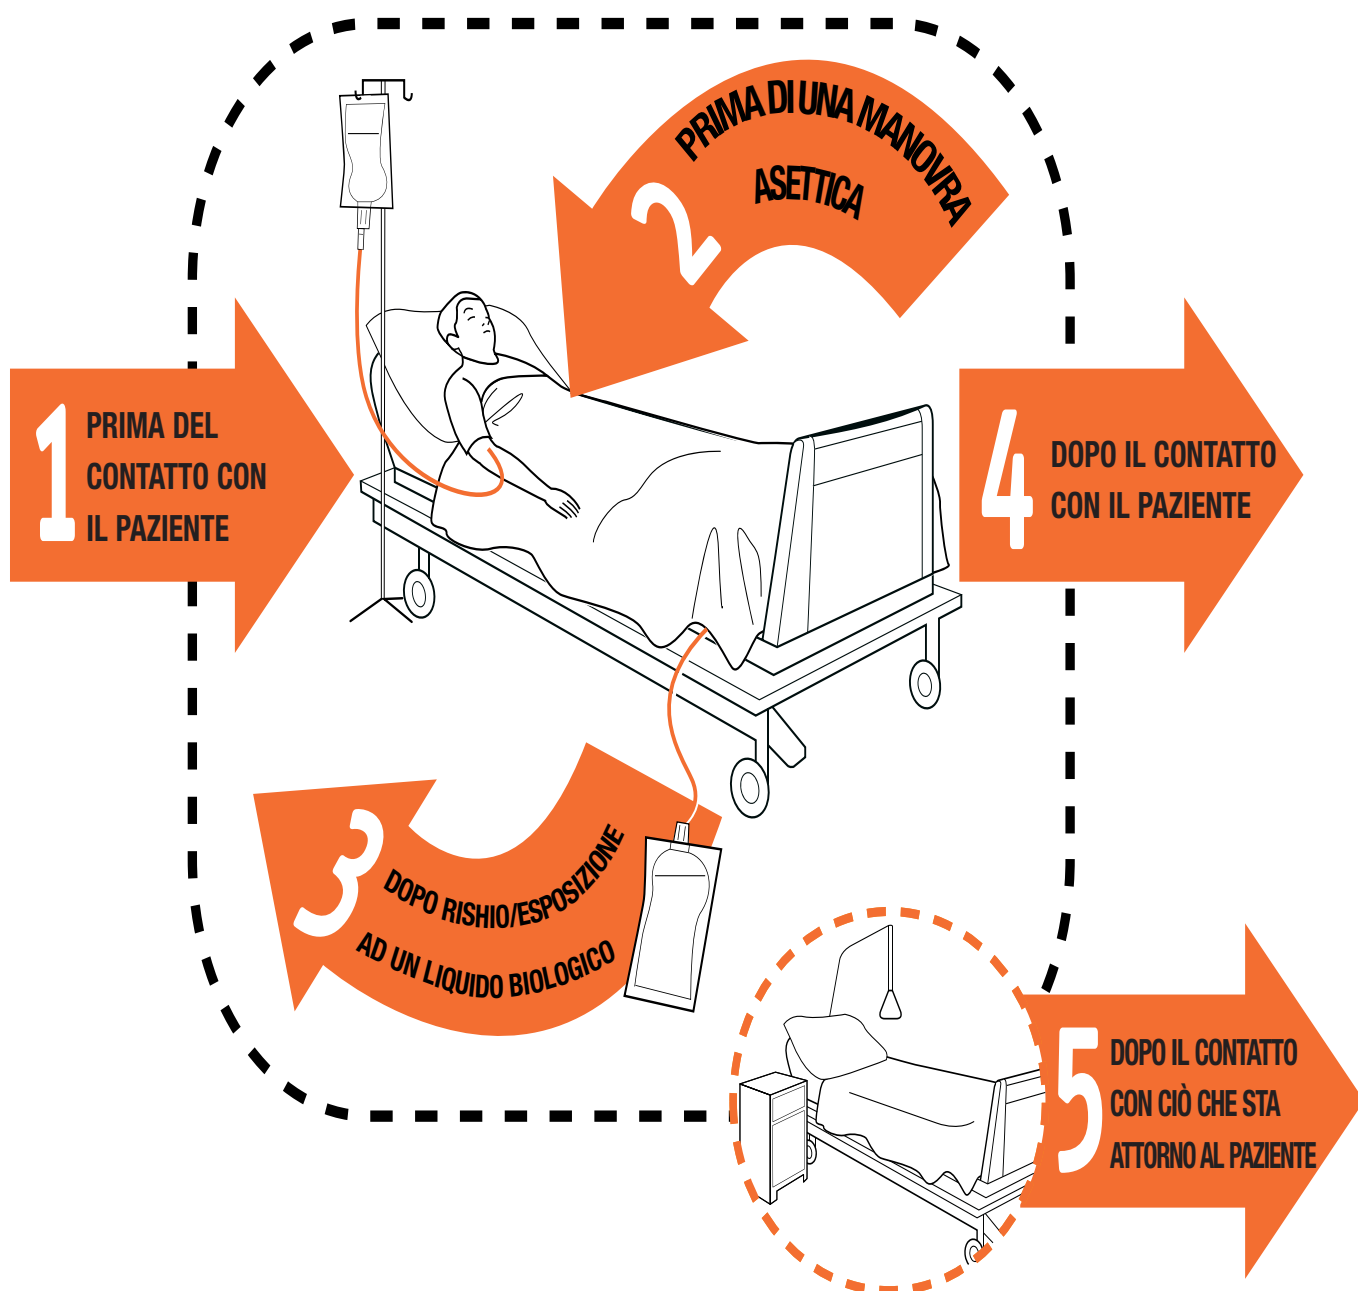 1
PRIMA DEL
CONTATTO CON
IL PAZIENTE
2
PRIMA DI UNA MANOVRA
ASETTICA
3
DOPO RISHIO/ESPOSIZIONE
AD UN LIQUIDO BIOLOGICO
4
DOPO IL CONTATTO
CON IL PAZIENTE
5
DOPO IL CONTATTO
CON CIÒ CHE STA
ATTORNO AL PAZIENTE